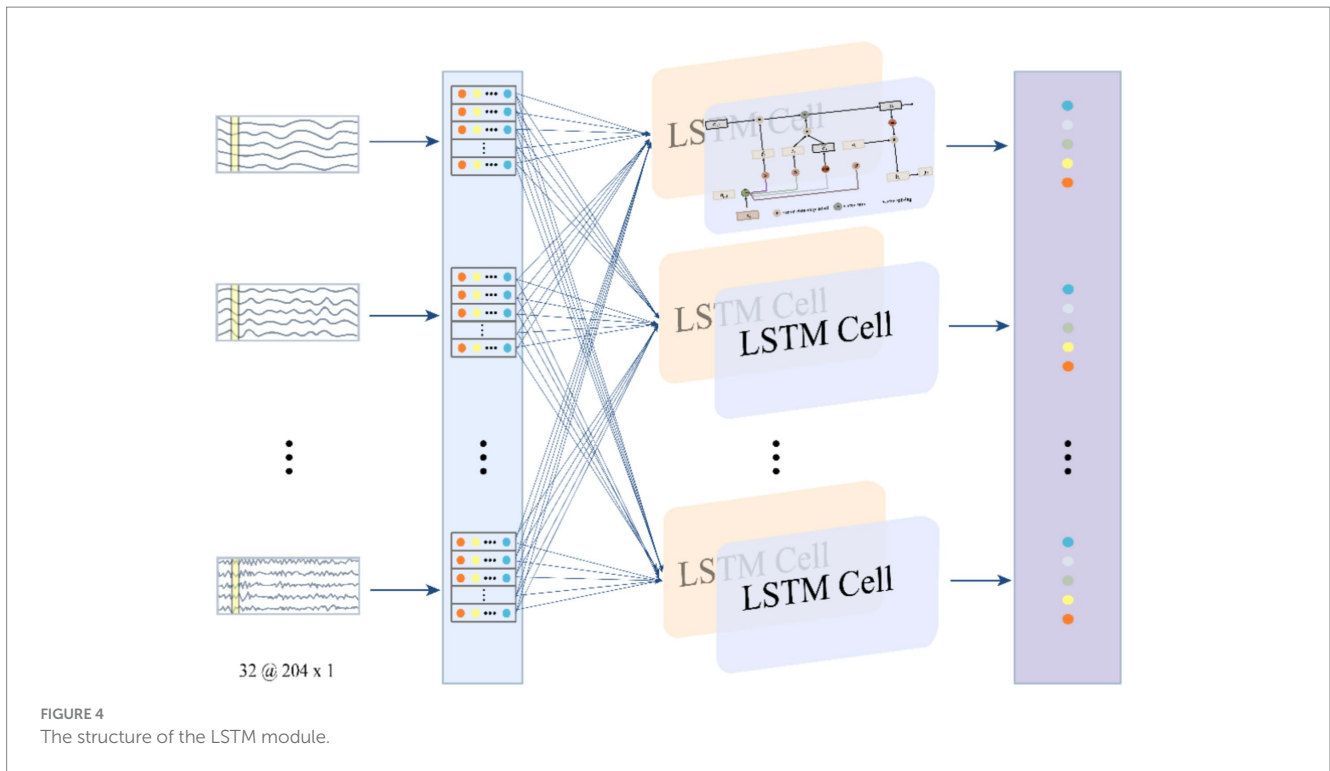 LSTM Cell
LSTM Cell
LSTM Cell
LSTM Cell
LSTM Cell
32 @ 204 x 1
FIGURE 4
The structure of the LSTM module.